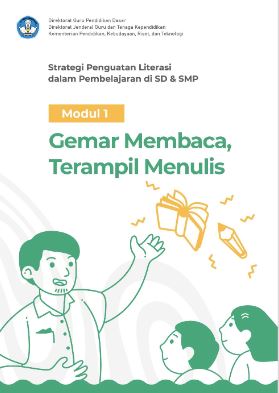 Direktorat Guru Pendidikan Dasar
Direktorat Jenderal Guru dan Tenaga Kependidikan
Kementerian Pendidikan, Kebudayaan, Riset, dan Teknologi
Strategi Penguatan Literasi
dalam Pembelajaran di SD & SMP
Modul 1
Gemar Membaca,
Terampil Menulis